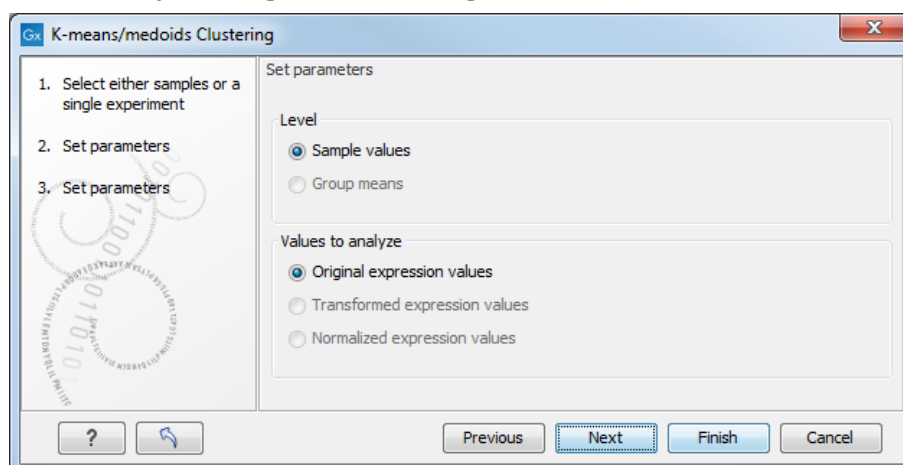 Gx K-means/medoids Clustering
X
1. Select either samples or a
single experiment
2. Set parameters
3. Set parameters
Set parameters
Level
Sample values
Group means
Values to analyze
Original expression values
Transformed expression values
Normalized expression values
?
Previous
Next
Finish
Cancel